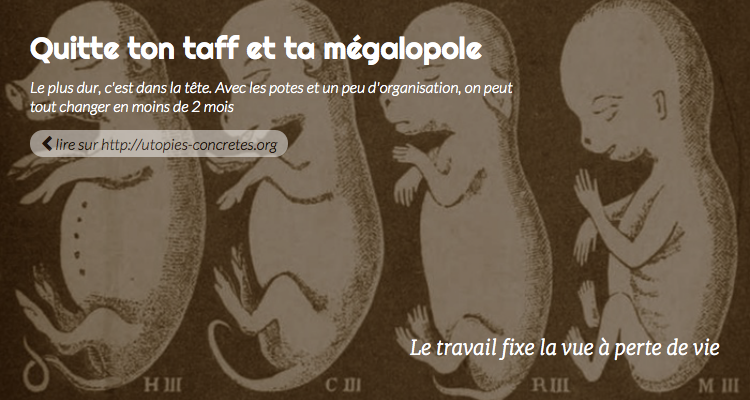 Quitte ton taff et ta mégalopole
Le plus dur, c'est dans la tête. Avec les potes et un peu d'organisation, on peut
tout changer en moins de 2 mois
lire sur http://utopies-concretes.org
Le travail fixe la vue à perte de vie
H III
C III
R III
M III